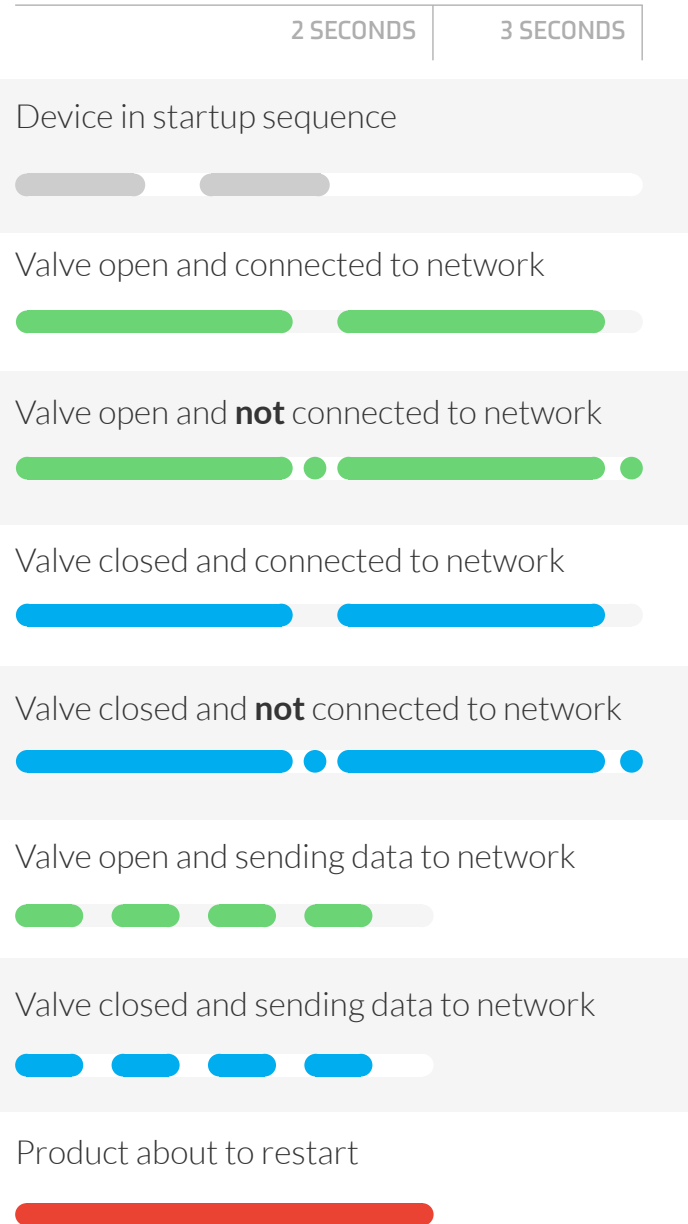 2 SECONDS 3 SECONDS
Device in startup sequence
Valve open and connected to network
Valve open and not connected to network
Valve closed and connected to network
Valve closed and not connected to network
Valve open and sending data to network
Valve closed and sending data to network
Product about to restart